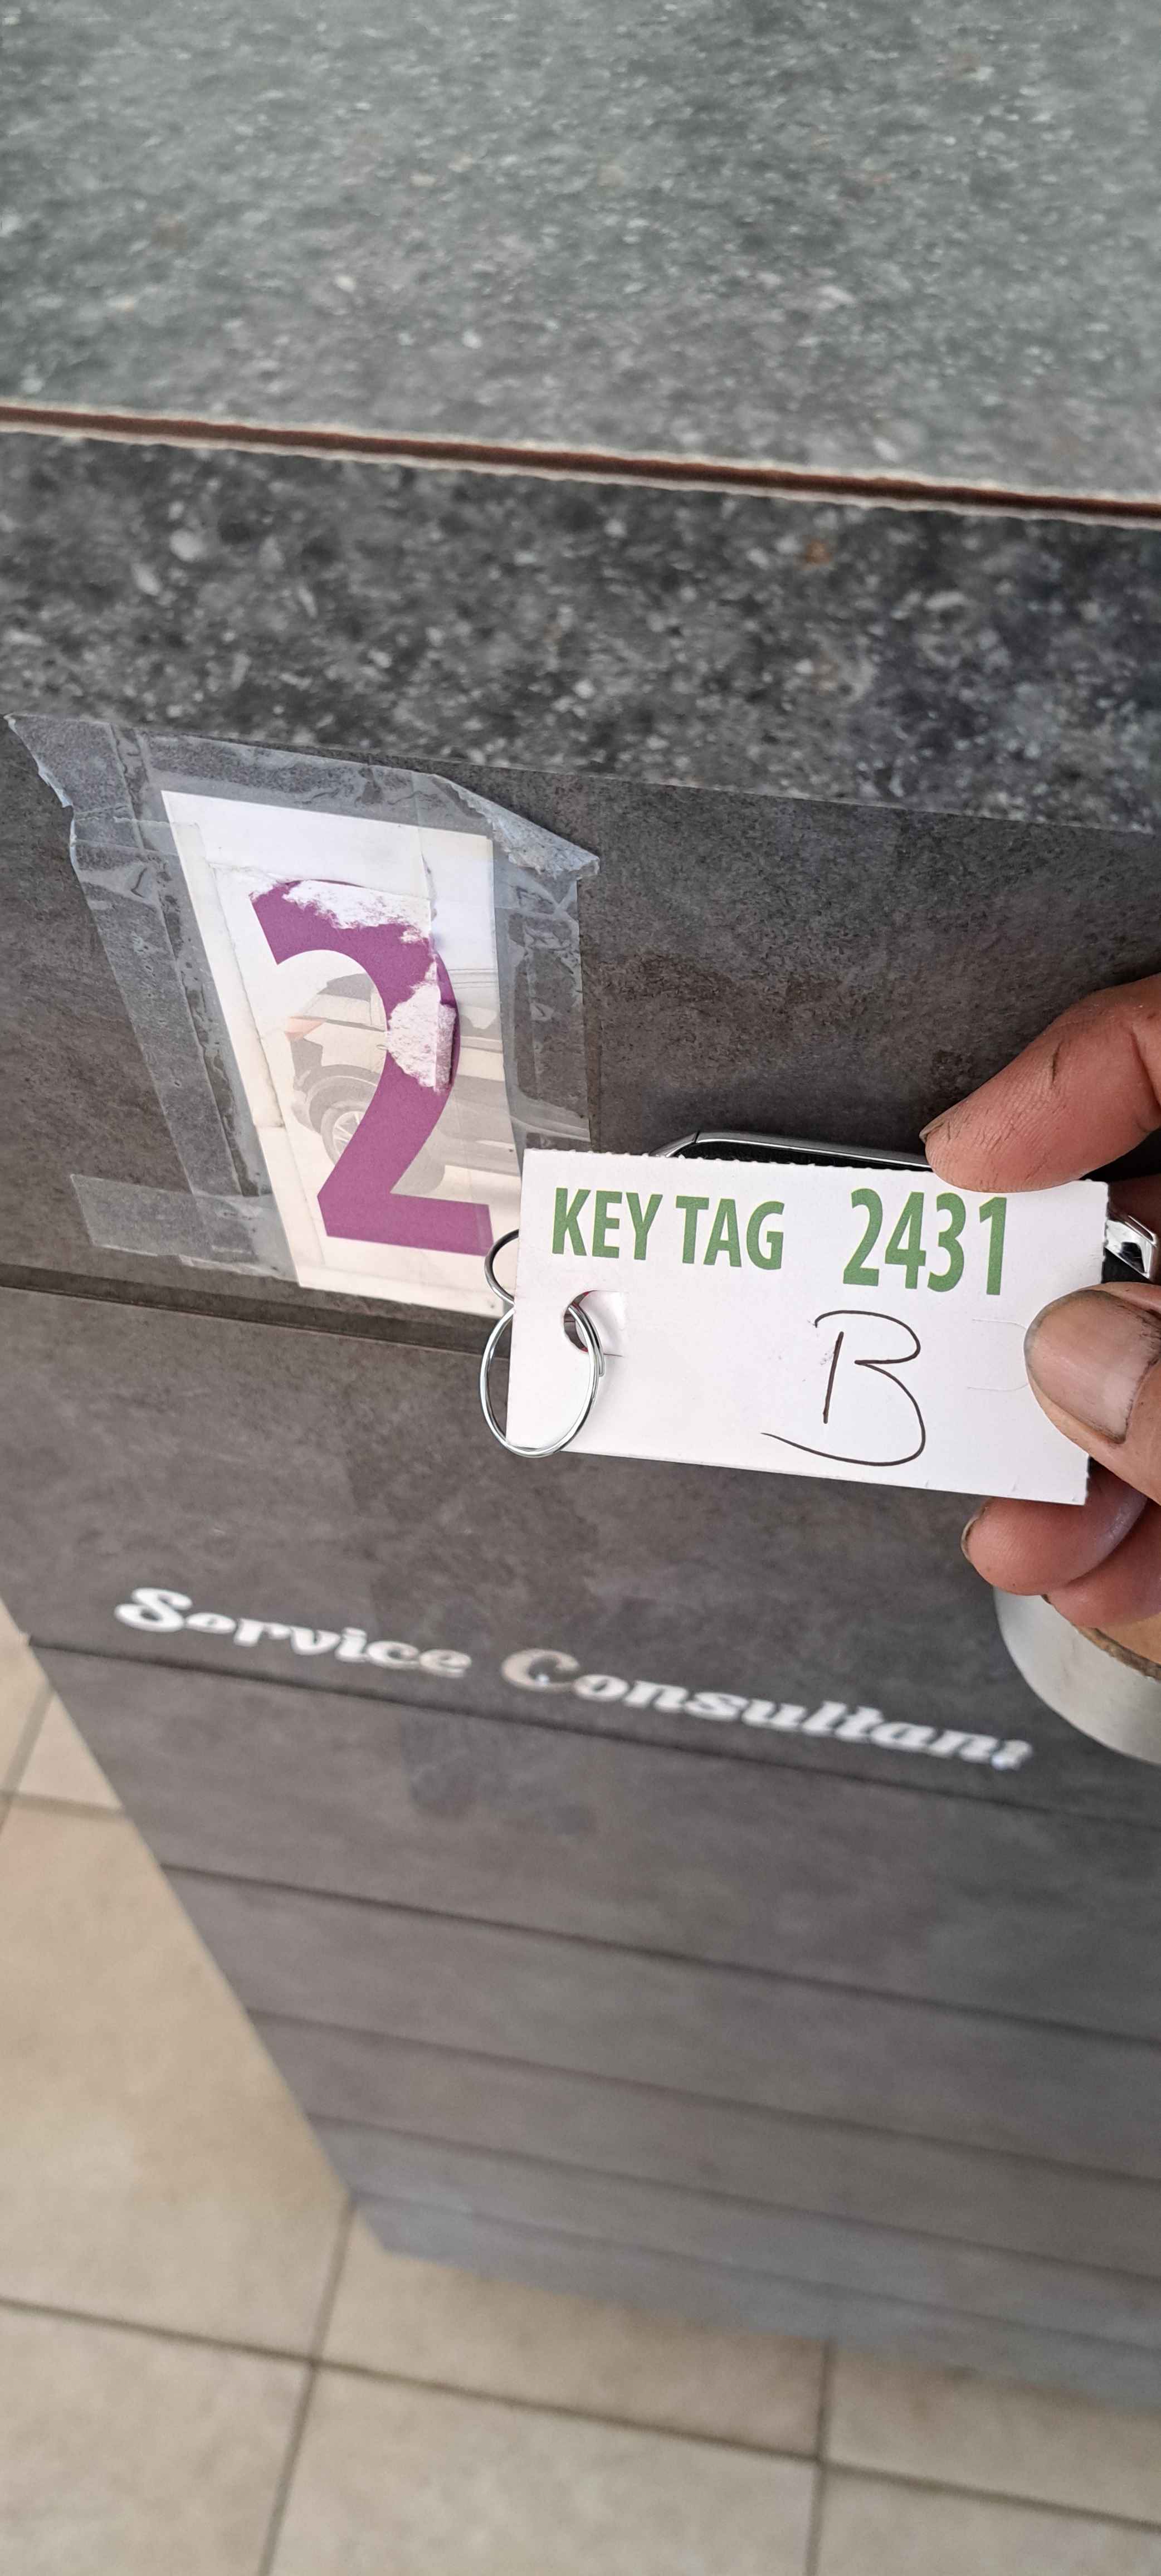 2
KEY TAG 2431
B
Service Consultant